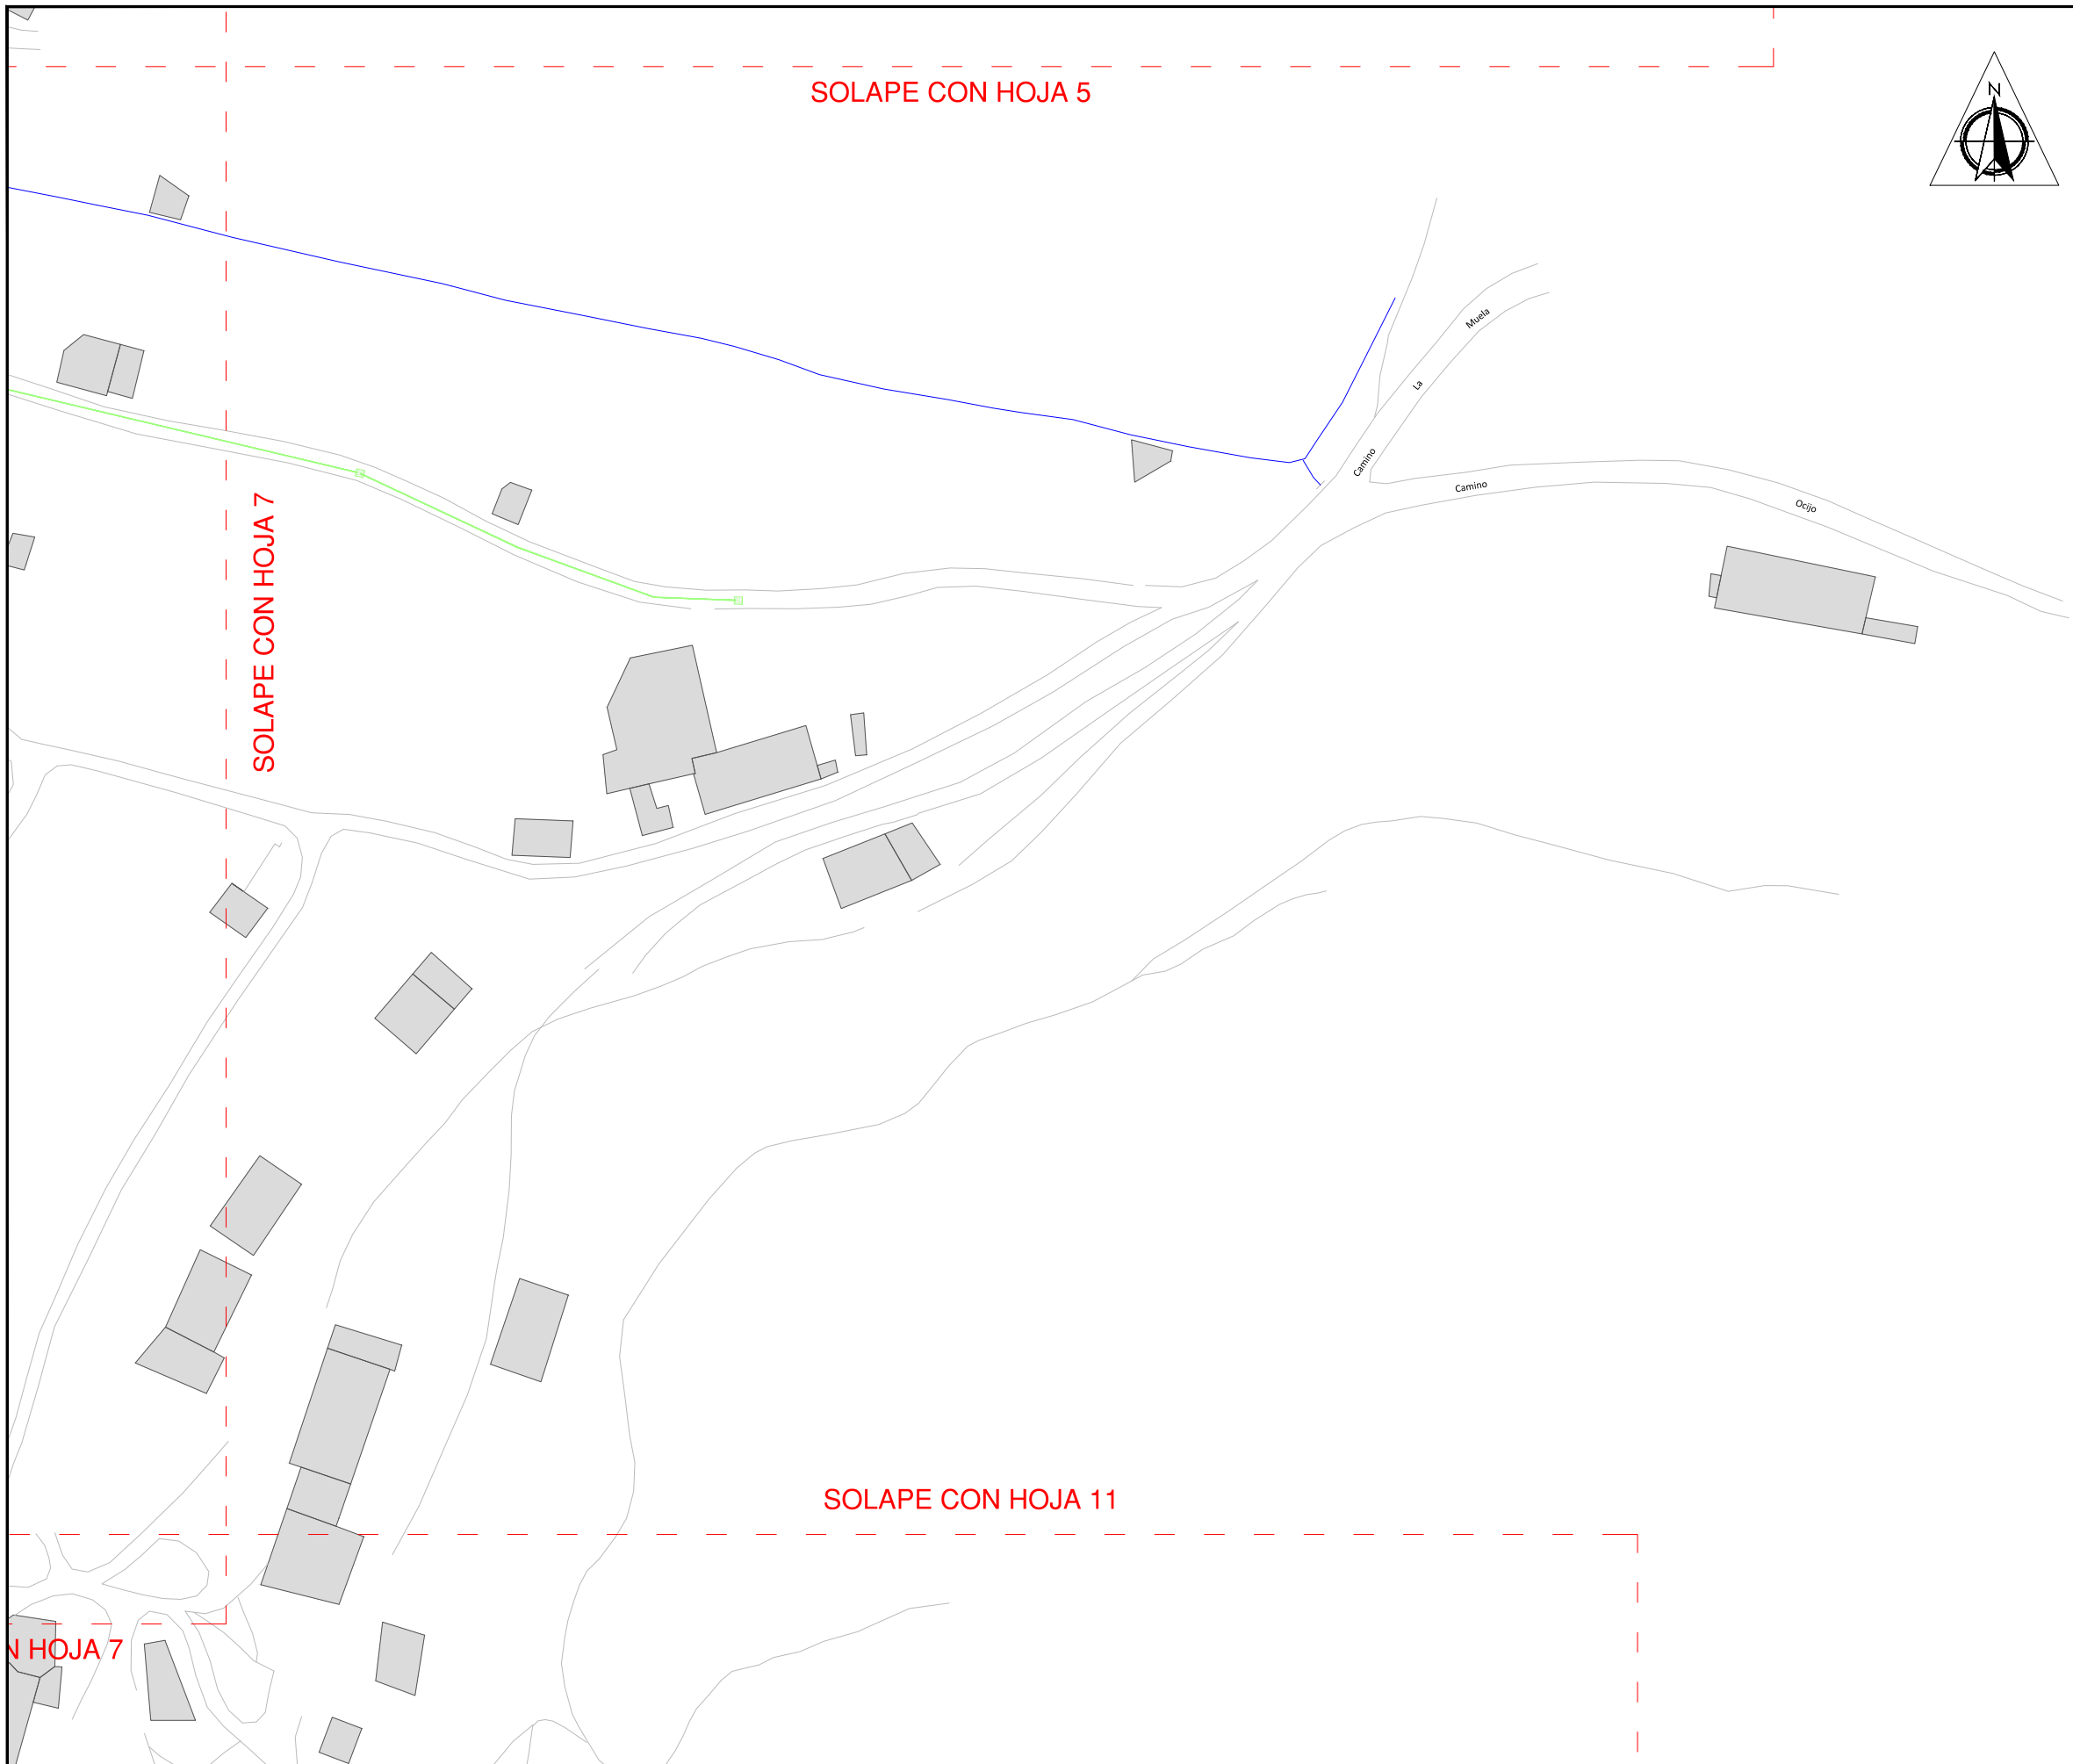 SOLAPE CON HOJA 5
N
Camino La Muela
Camino Ocijo
SOLAPE CON HOJA 7
SOLAPE CON HOJA 11
N HOJA 7